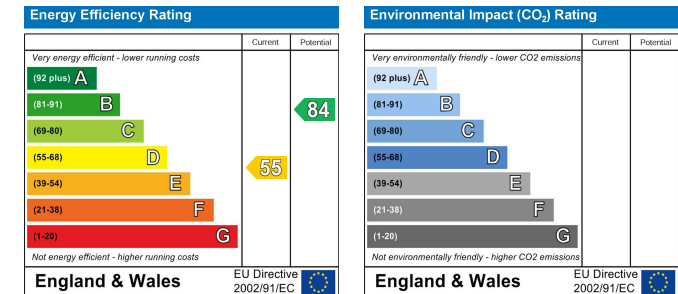 Energy Efficiency Rating
Current Potential
Very energy efficient - lower running costs
(92 plus) A
(81-91) B
84
(69-80) C
(55-68) D
55
(39-54) E
(21-38) F
(1-20) G
Not energy efficient - higher running costs
England & Wales
EU Directive
2002/91/EC
Environmental Impact (CO₂) Rating
Current Potential
Very environmentally friendly - lower CO2 emissions
(92 plus) A
(81-91) B
(69-80) C
(55-68) D
(39-54) E
(21-38) F
(1-20) G
Not environmentally friendly - higher CO2 emissions
England & Wales
EU Directive
2002/91/EC